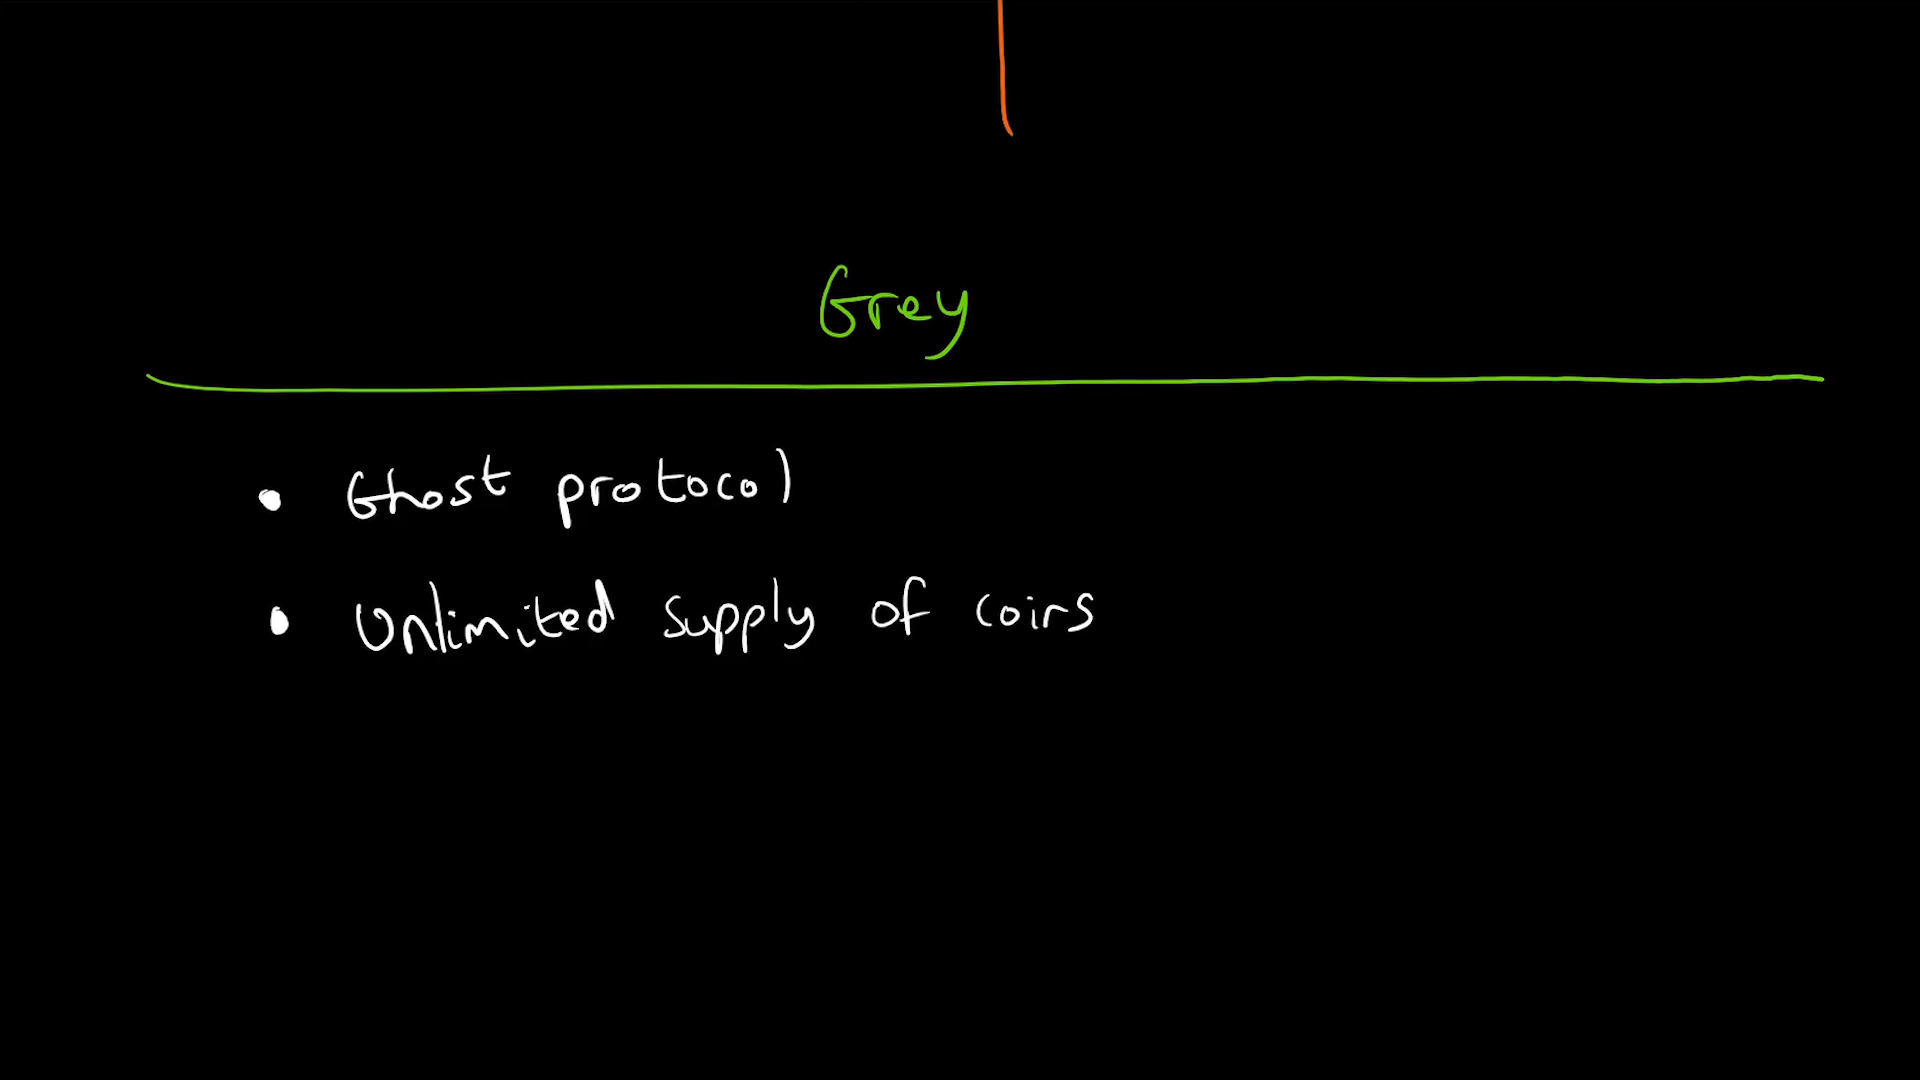 Grey
• Ghost protocol
• Unlimited supply of coins